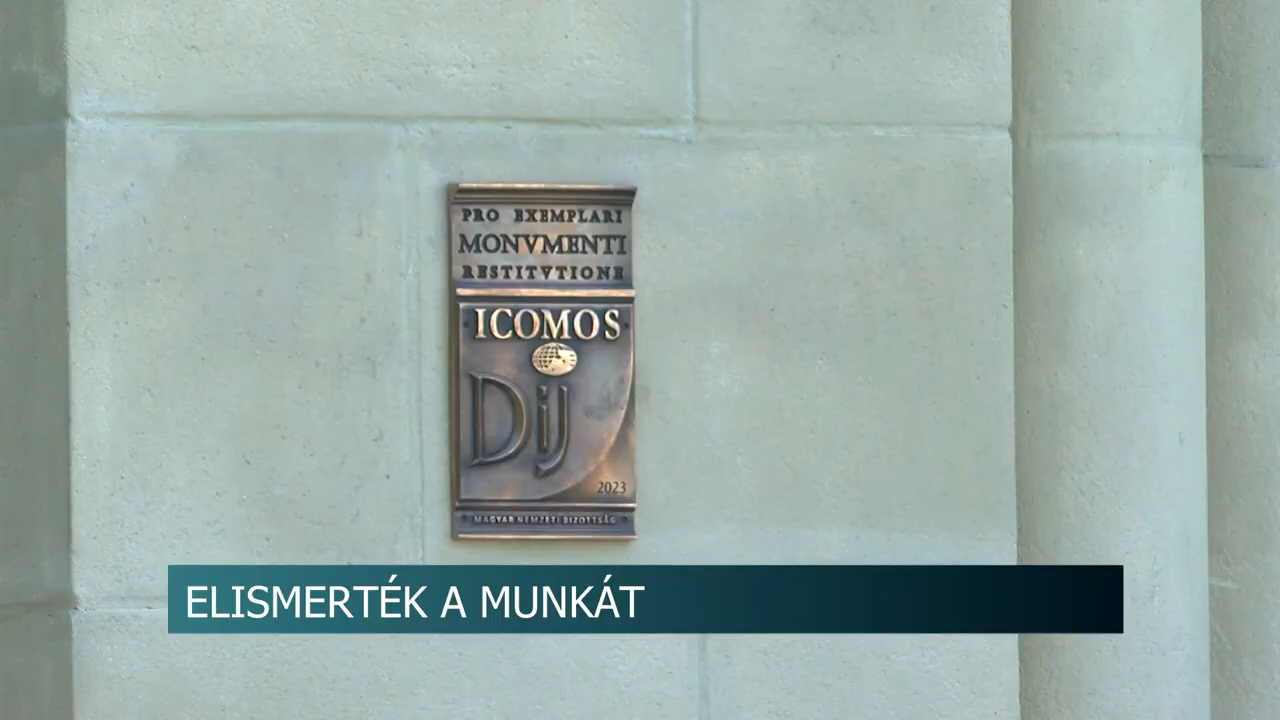 PRO EXEMPLARI
MONVMENTI
RESTITVTIONE
ICOMOS
Díj
2023
MAGYAR NEMZETI BIZOTTSÁG
ELISMERTÉK A MUNKÁT